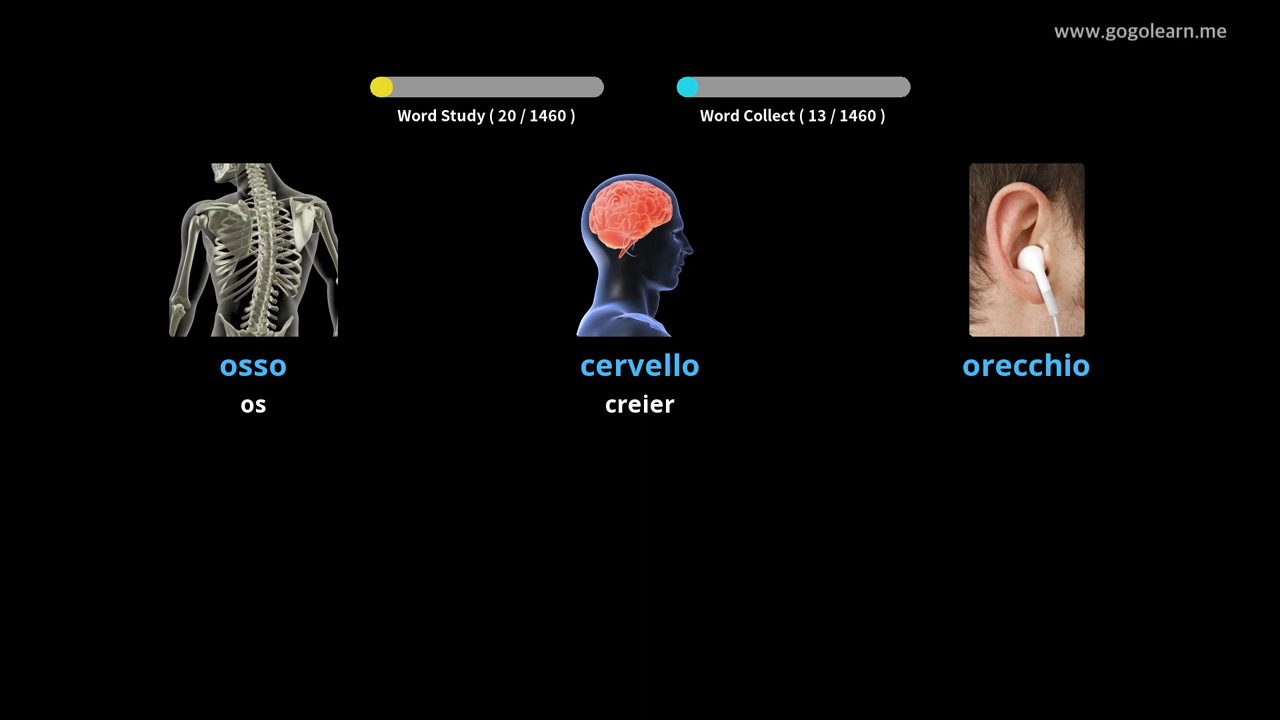 www.gogolearn.me
Word Study ( 20 / 1460 )
Word Collect ( 13 / 1460 )
osso
cervello
orecchio
os
creier